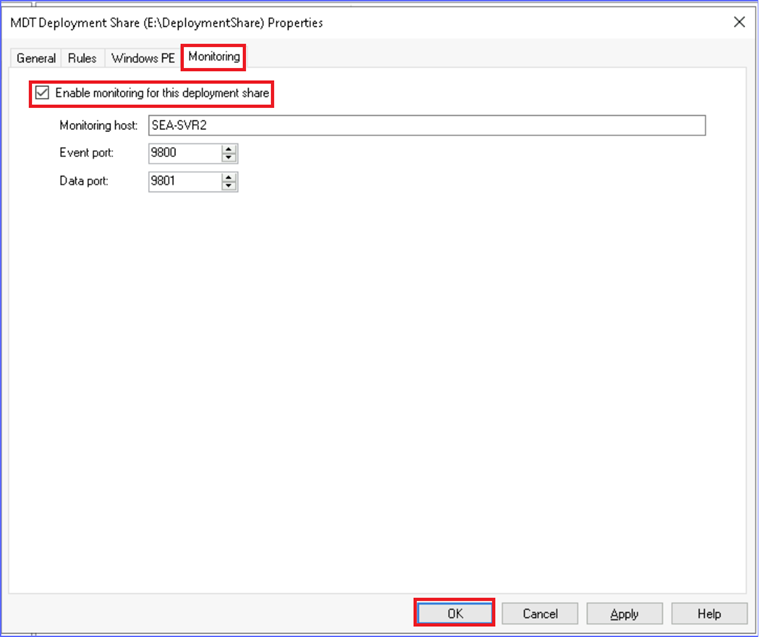 MDT Deployment Share (E:\DeploymentShare) Properties
General Rules Windows PE Monitoring
Enable monitoring for this deployment share
Monitoring host: SEA-SVR2
Event port: 9800
Data port: 9801
OK Cancel Apply Help